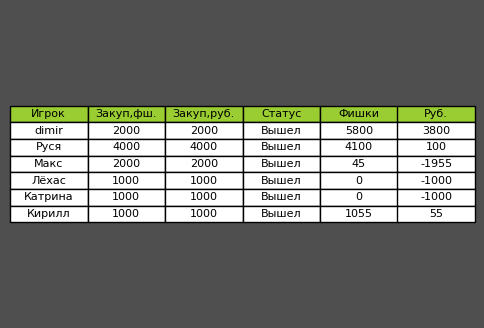 Игрок Закуп,фш. Закуп,руб. Статус Фишки Руб.
dimir 2000 2000 Вышел 5800 3800
Руся 4000 4000 Вышел 4100 100
Макс 2000 2000 Вышел 45 -1955
Лёхас 1000 1000 Вышел 0 -1000
Катрина 1000 1000 Вышел 0 -1000
Кирилл 1000 1000 Вышел 1055 55